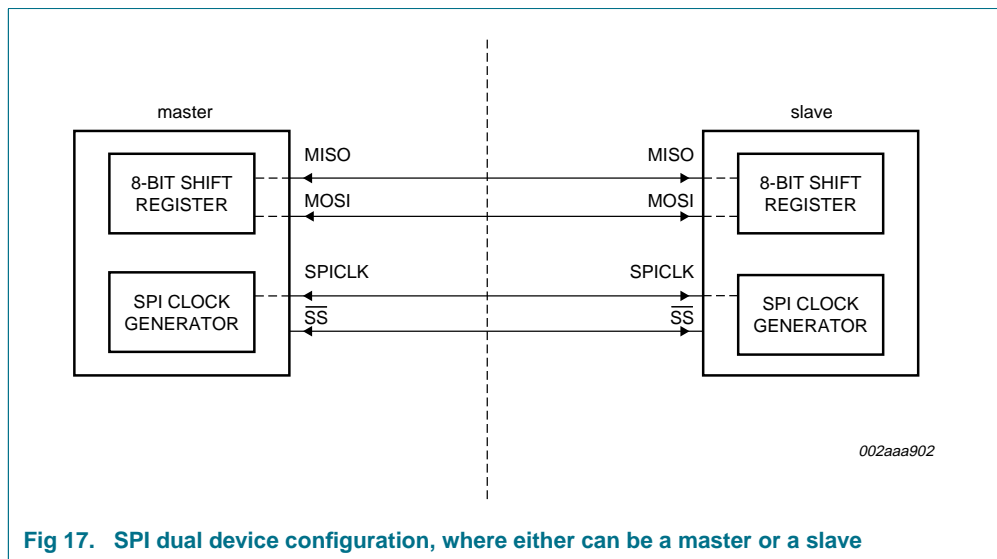 master
slave
MISO
MISO
8-BIT SHIFT
REGISTER
8-BIT SHIFT
REGISTER
MOSI
MOSI
SPICLK
SPICLK
SPI CLOCK
GENERATOR
SPI CLOCK
GENERATOR
SS
SS
002aaa902
Fig 17. SPI dual device configuration, where either can be a master or a slave